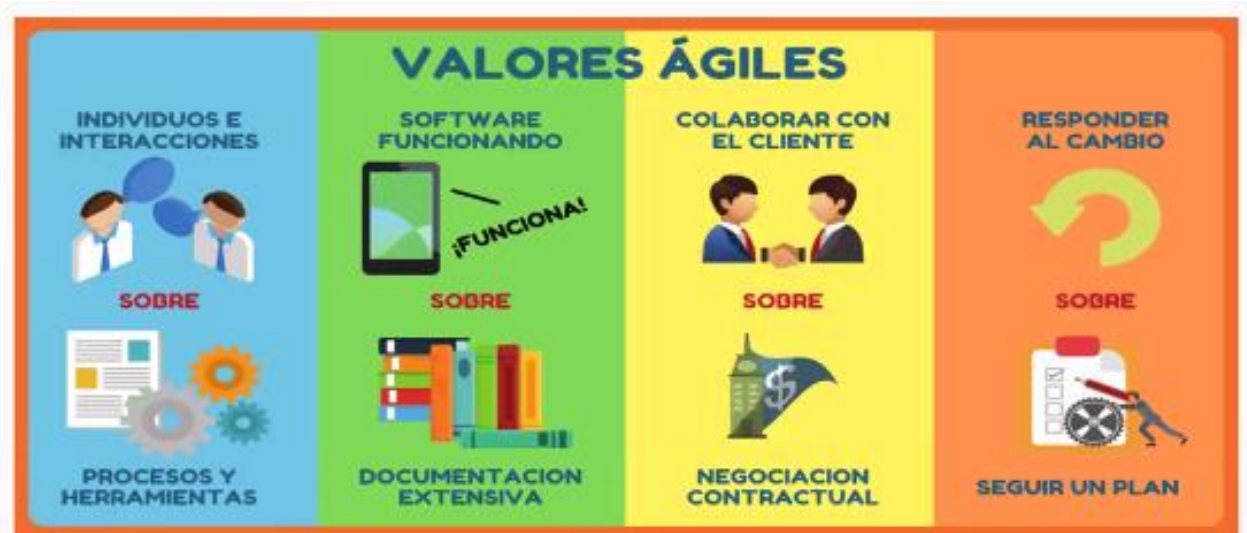 VALORES ÁGILES
INDIVIDUOS E
INTERACCIONES
SOBRE
PROCESOS Y
HERRAMIENTAS
SOFTWARE
FUNCIONANDO
¡FUNCIONA!
SOBRE
DOCUMENTACION
EXTENSIVA
COLABORAR CON
EL CLIENTE
SOBRE
$
NEGOCIACION
CONTRACTUAL
RESPONDER
AL CAMBIO
SOBRE
SEGUIR UN PLAN